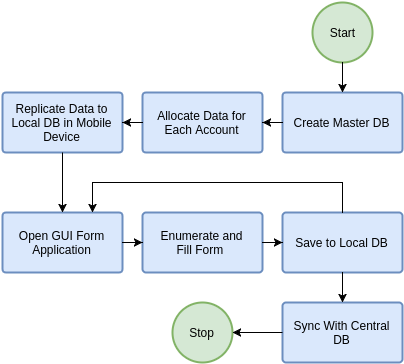 Start
Create Master DB
Allocate Data for
Each Account
Replicate Data to
Local DB in Mobile
Device
Open GUI Form
Application
Enumerate and
Fill Form
Save to Local DB
Sync With Central
DB
Stop